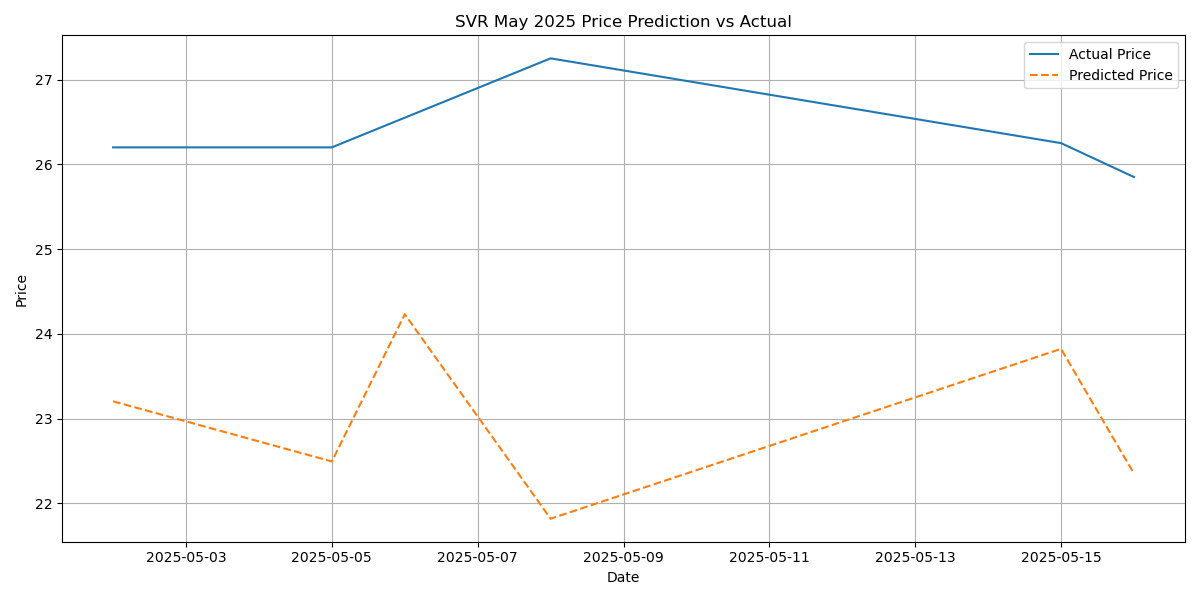 SVR May 2025 Price Prediction vs Actual
Actual Price
Predicted Price
Price
27
26
25
24
23
22
2025-05-03 2025-05-05 2025-05-07 2025-05-09 2025-05-11 2025-05-13 2025-05-15
Date